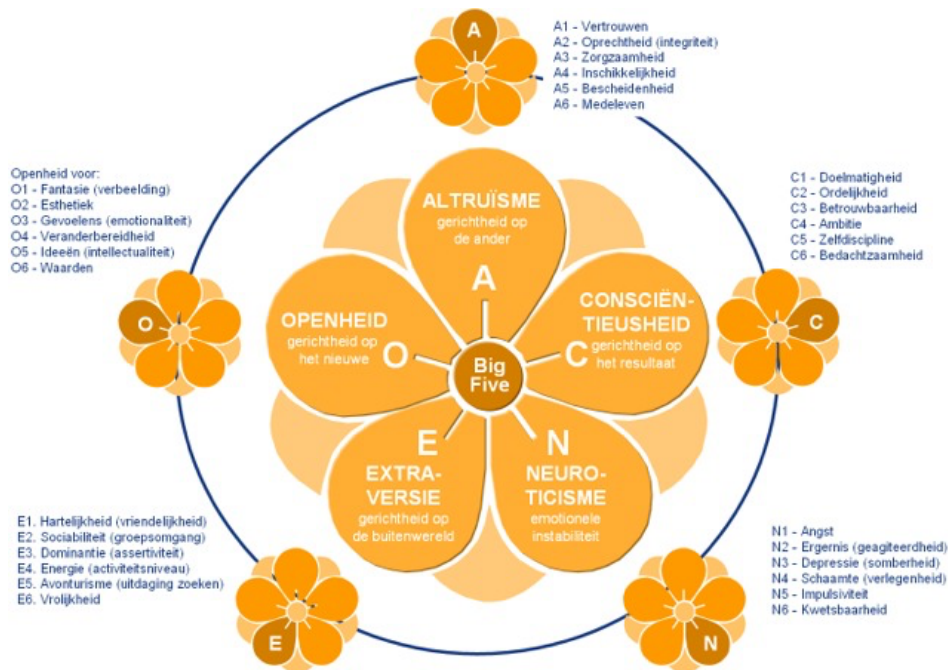 A
A1 - Vertrouwen
A2 - Oprechtheid (integriteit)
A3 - Zorgzaamheid
A4 - Inschikkelijkheid
A5 - Bescheidenheid
A6 - Medeleven
Openheid voor:
O1 - Fantasie (verbeelding)
O2 - Esthetiek
O3 - Gevoelens (emotionaliteit)
O4 - Veranderbereidheid
O5 - Ideeën (intellectualiteit)
O6 - Waarden
O
C1 - Doelmatigheid
C2 - Ordelijkheid
C3 - Betrouwbaarheid
C4 - Ambitie
C5 - Zelfdiscipline
C6 - Bedachtzaamheid
C
ALTRUÏSME
gerichtheid op
de ander
A
OPENHEID
gerichtheid op
het nieuwe
O
CONSCIËN-
TIEUSHEID
gerichtheid op
het resultaat
C
Big
Five
E
EXTRA-
VERSIE
gerichtheid op
de buitenwereld
N
NEURO-
TICISME
emotionele
instabiliteit
E1. Hartelijkheid (vriendelijkheid)
E2. Sociabiliteit (groepsomgang)
E3. Dominantie (assertiviteit)
E4. Energie (activiteitsniveau)
E5. Avonturisme (uitdaging zoeken)
E6. Vrolijkheid
E
N1 - Angst
N2 - Ergernis (geagiteerdheid)
N3 - Depressie (somberheid)
N4 - Schaamte (verlegenheid)
N5 - Impulsiviteit
N6 - Kwetsbaarheid
N